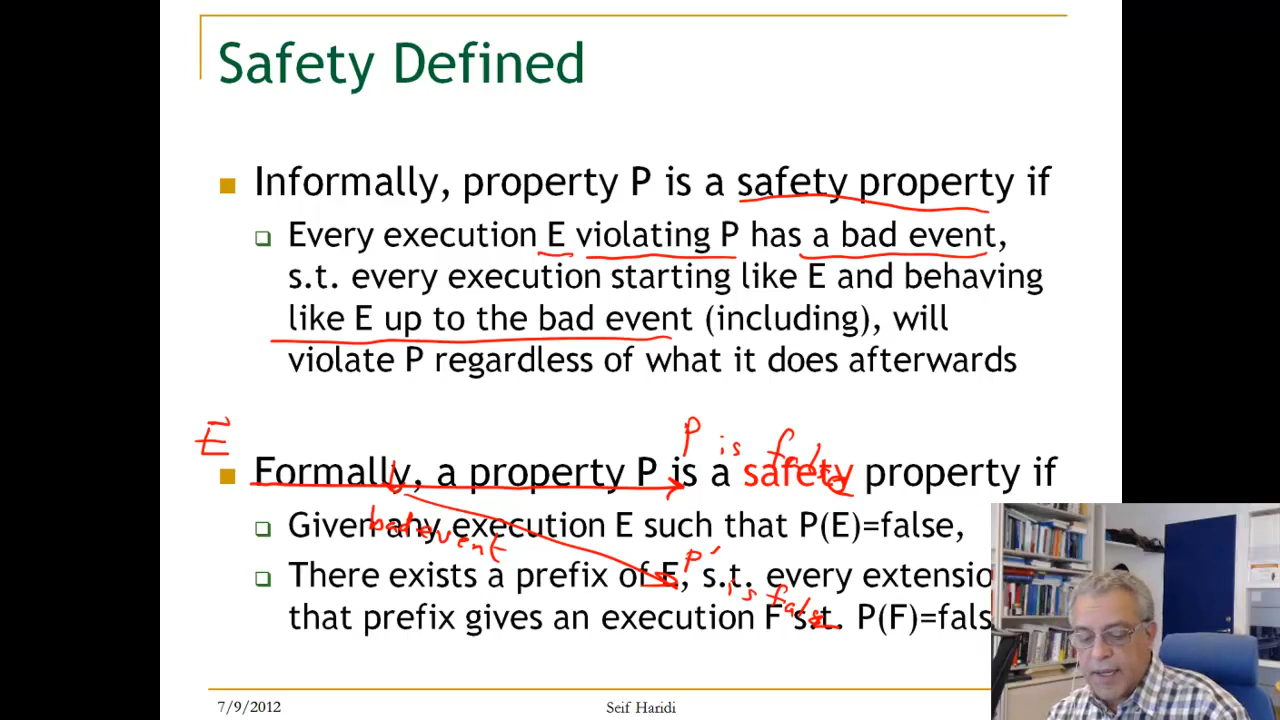 Safety Defined
Informally, property P is a safety property if
Every execution E violating P has a bad event,
s.t. every execution starting like E and behaving
like E up to the bad event (including), will
violate P regardless of what it does afterwards
E
P is false
Formally, a property P is a safety property if
Given any execution E such that P(E)=false,
bad event
There exists a prefix of E, s.t. every extensio
P' is false
that prefix gives an execution F s.t. P(F)=fals
7/9/2012
Seif Haridi